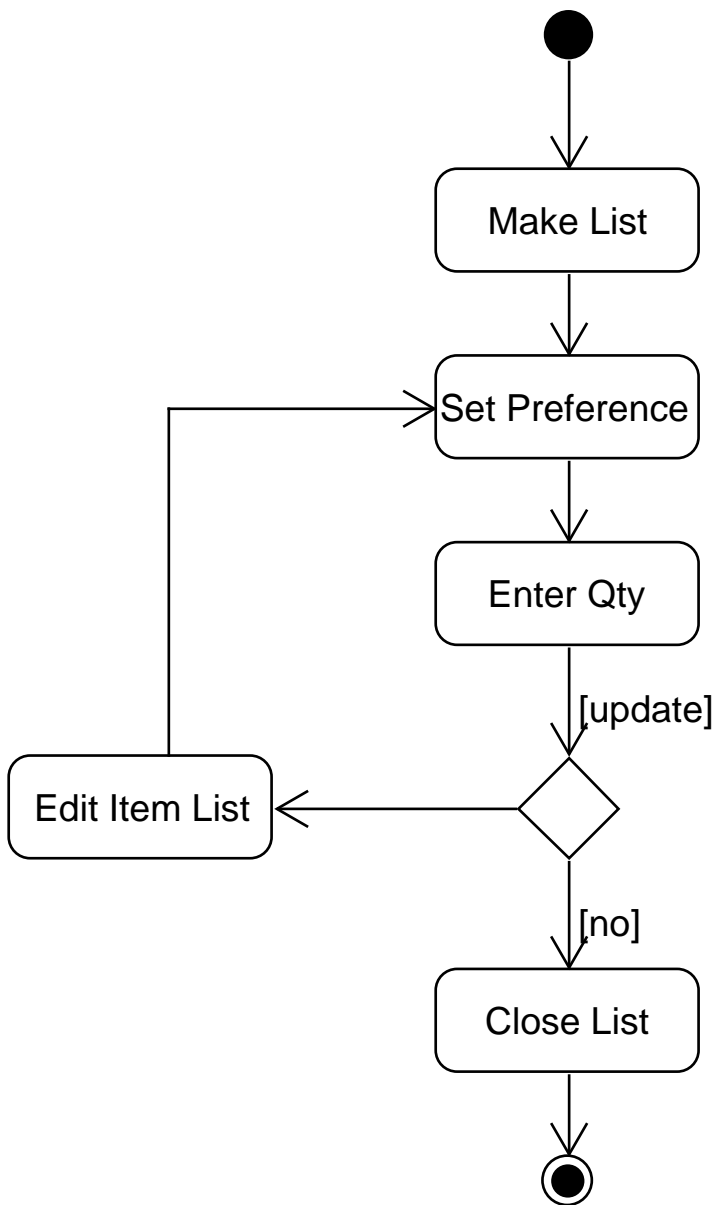 Make List
Set Preference
Enter Qty
[update]
Edit Item List
[no]
Close List